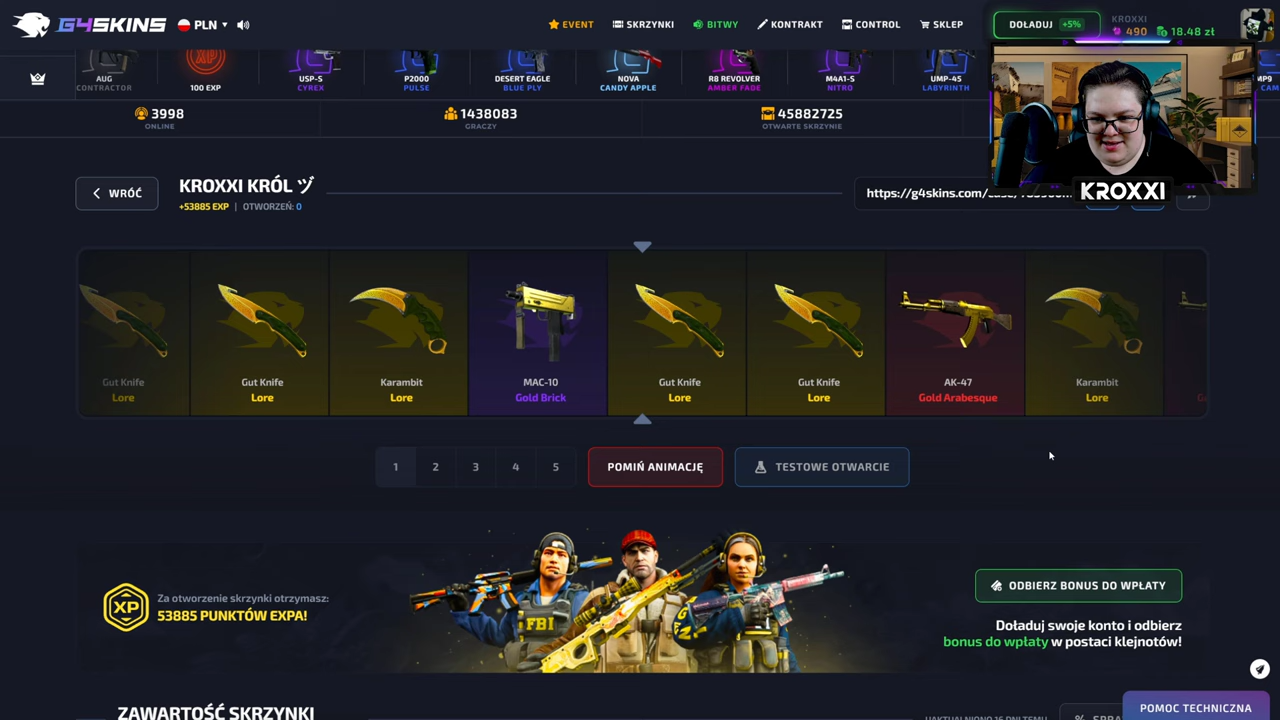 G4SKINS
PLN
EVENT
SKRZYNKI
BITWY
KONTRAKT
CONTROL
SKLEP
DOŁADUJ +5%
KROXXI
490 18.48 zł
AUG
CONTRACTOR
100 EXP
USP-S
CYREX
P2000
PULSE
DESERT EAGLE
BLUE PLY
NOVA
CANDY APPLE
R8 REVOLVER
AMBER FADE
M4A1-S
NITRO
UMP-45
LABYRINTH
MP9
3998
ONLINE
1438083
GRACZY
45882725
OTWARTE SKRZYNIE
KROXXI
WRÓĆ
KROXXI KRÓL ヅ
+53885 EXP | OTWORZEŃ: 0
Gut Knife
Lore
Gut Knife
Lore
Karambit
Lore
MAC-10
Gold Brick
Gut Knife
Lore
Gut Knife
Lore
AK-47
Gold Arabesque
Karambit
Lore
1 2 3 4 5
POMIŃ ANIMACJĘ
TESTOWE OTWARCIE
XP
Za otworzenie skrzynki otrzymasz:
53885 PUNKTÓW EXPA!
FBI
ODBIERZ BONUS DO WPŁATY
Doładuj swoje konto i odbierz
bonus do wpłaty w postaci klejnotów!
ZAWARTOŚĆ SKRZYNKI
POMOC TECHNICZNA